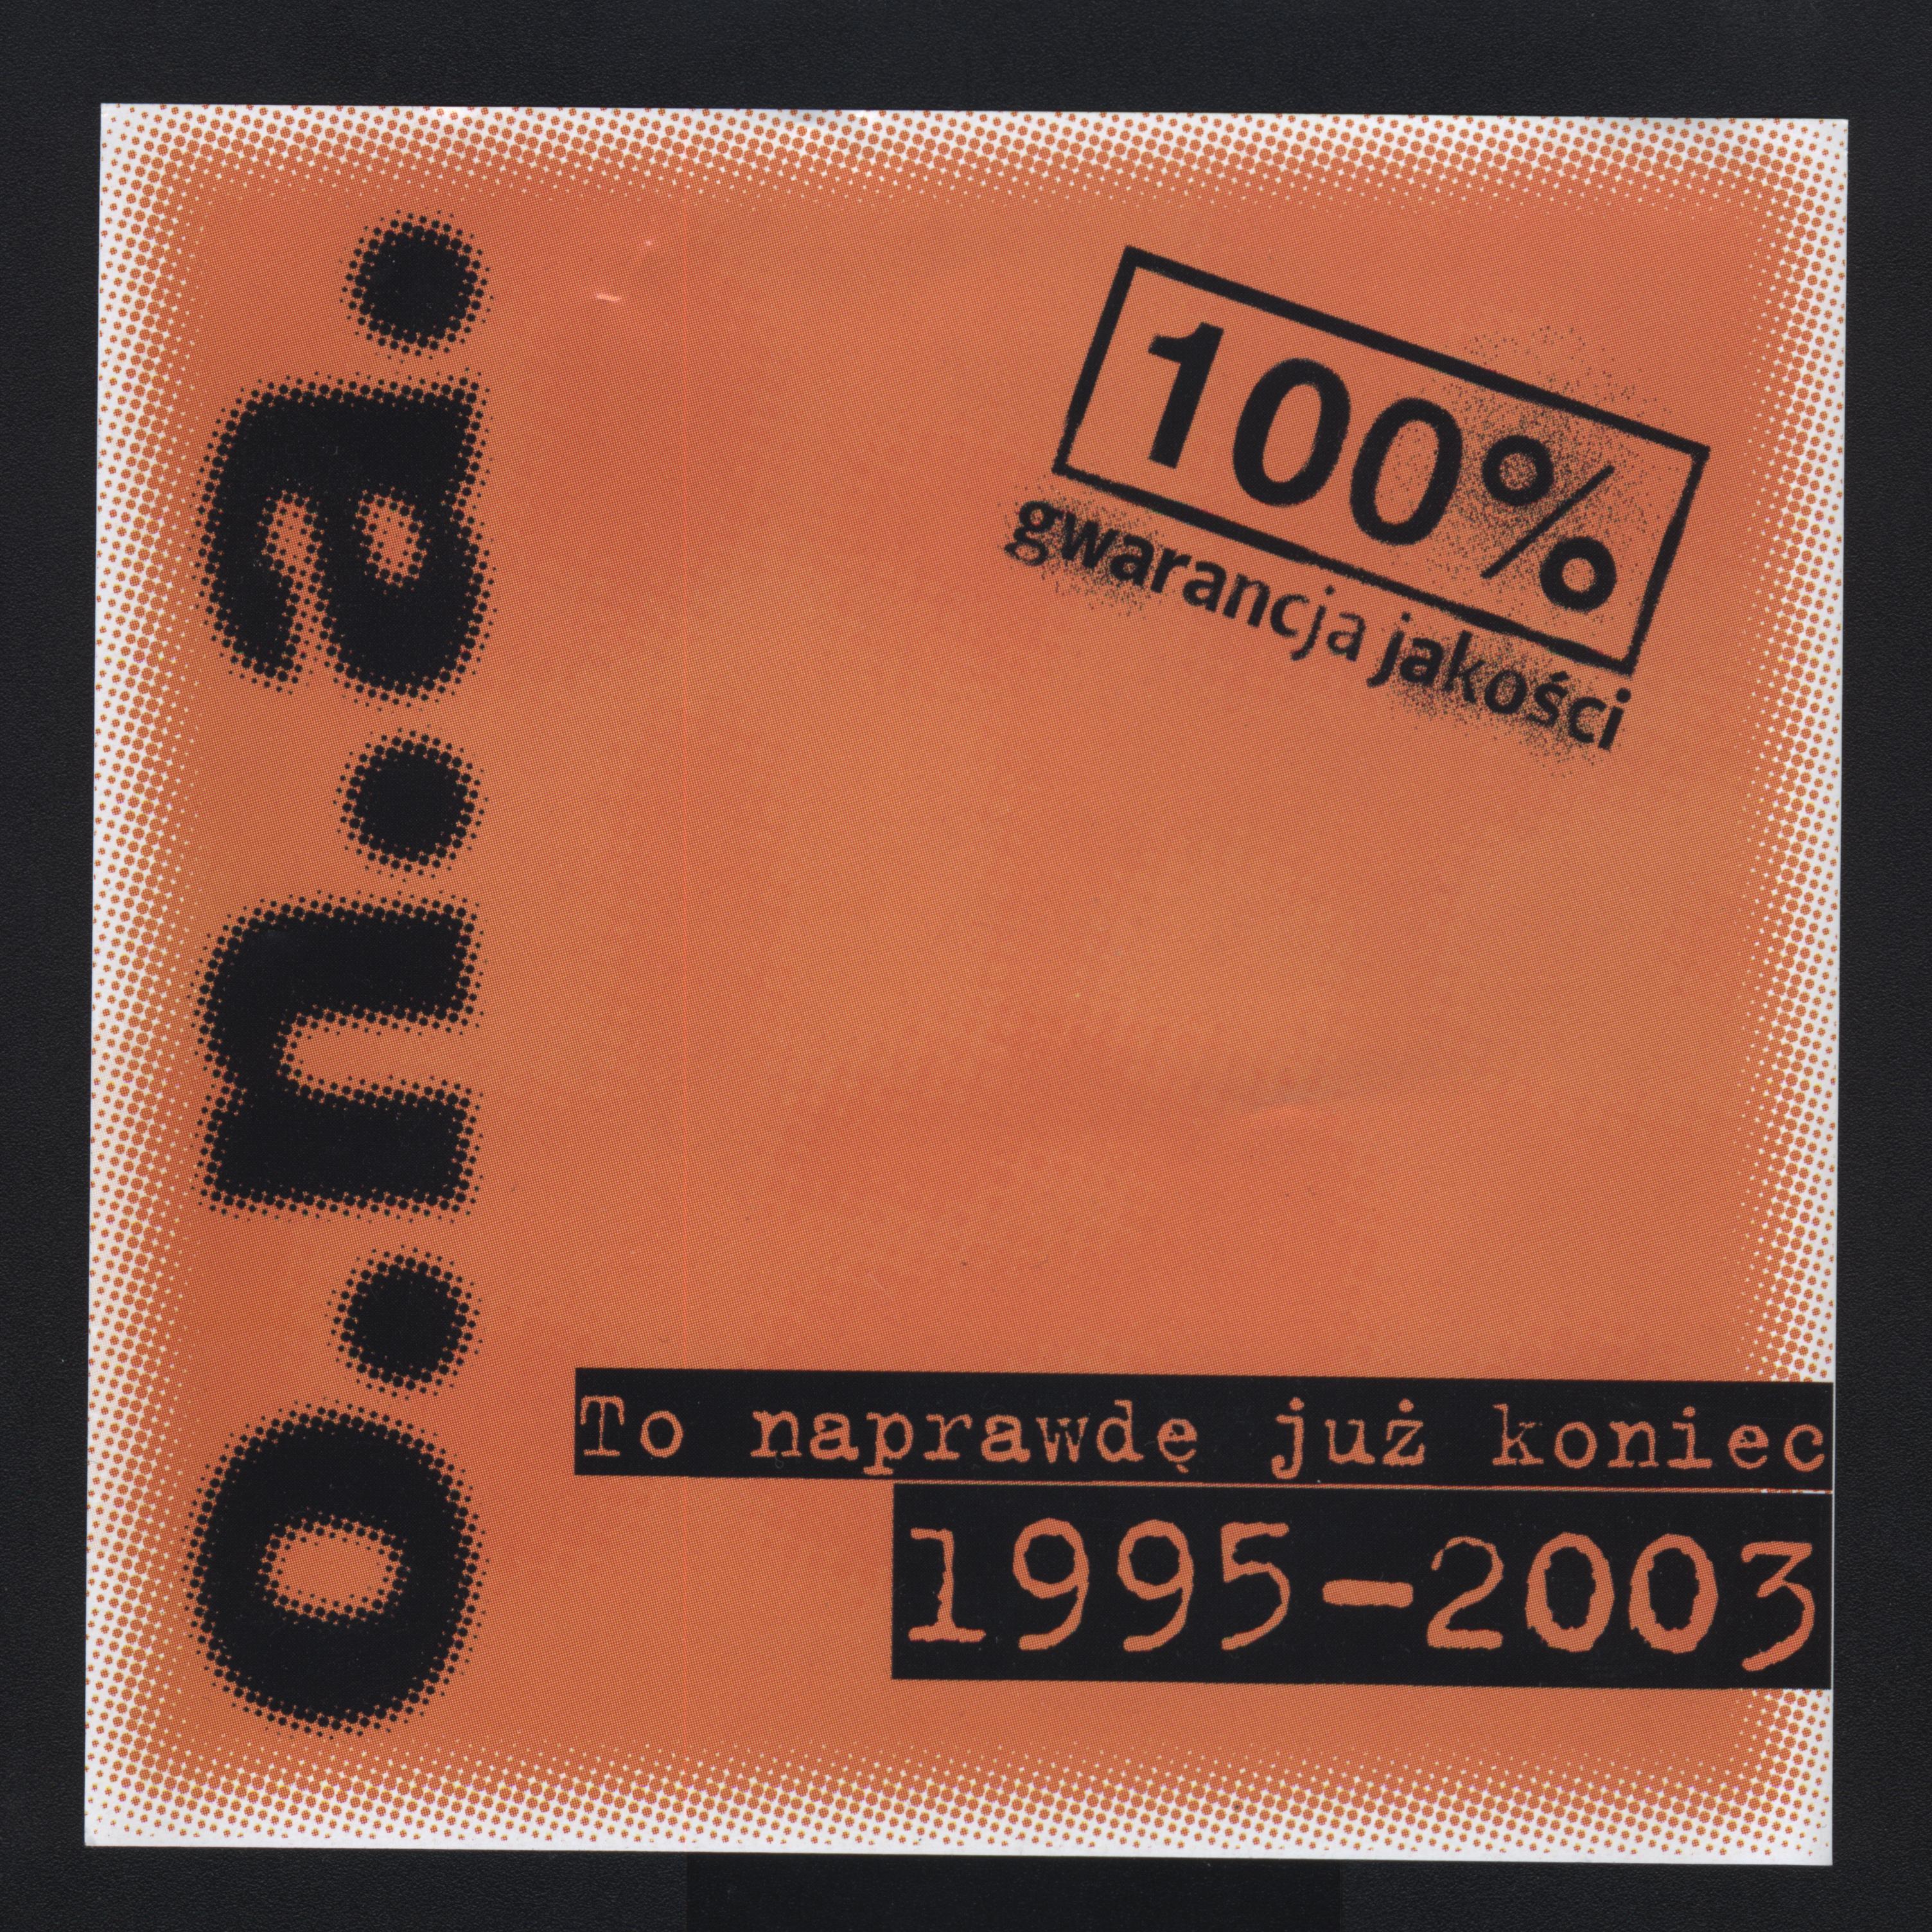 o.n.a.
100%
gwarancja jakości
To naprawdę już koniec
1995-2003